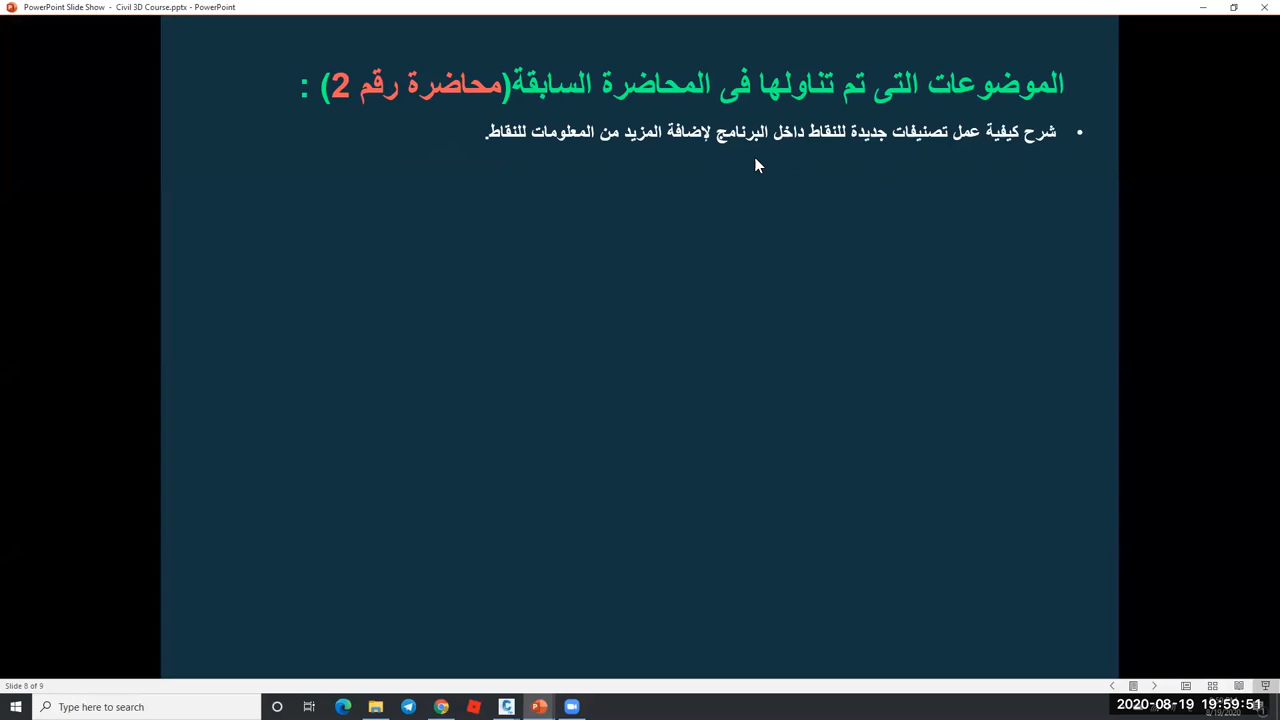 PowerPoint Slide Show - Civil 3D Course.pptx - PowerPoint
الموضوعات التى تم تناولها فى المحاضرة السابقة(محاضرة رقم 2) :
• شرح كيفية عمل تصنيفات جديدة للنقاط داخل البرنامج لإضافة المزيد من المعلومات للنقاط.
Slide 8 of 9
Type here to search
2020-08-19 19:59:51